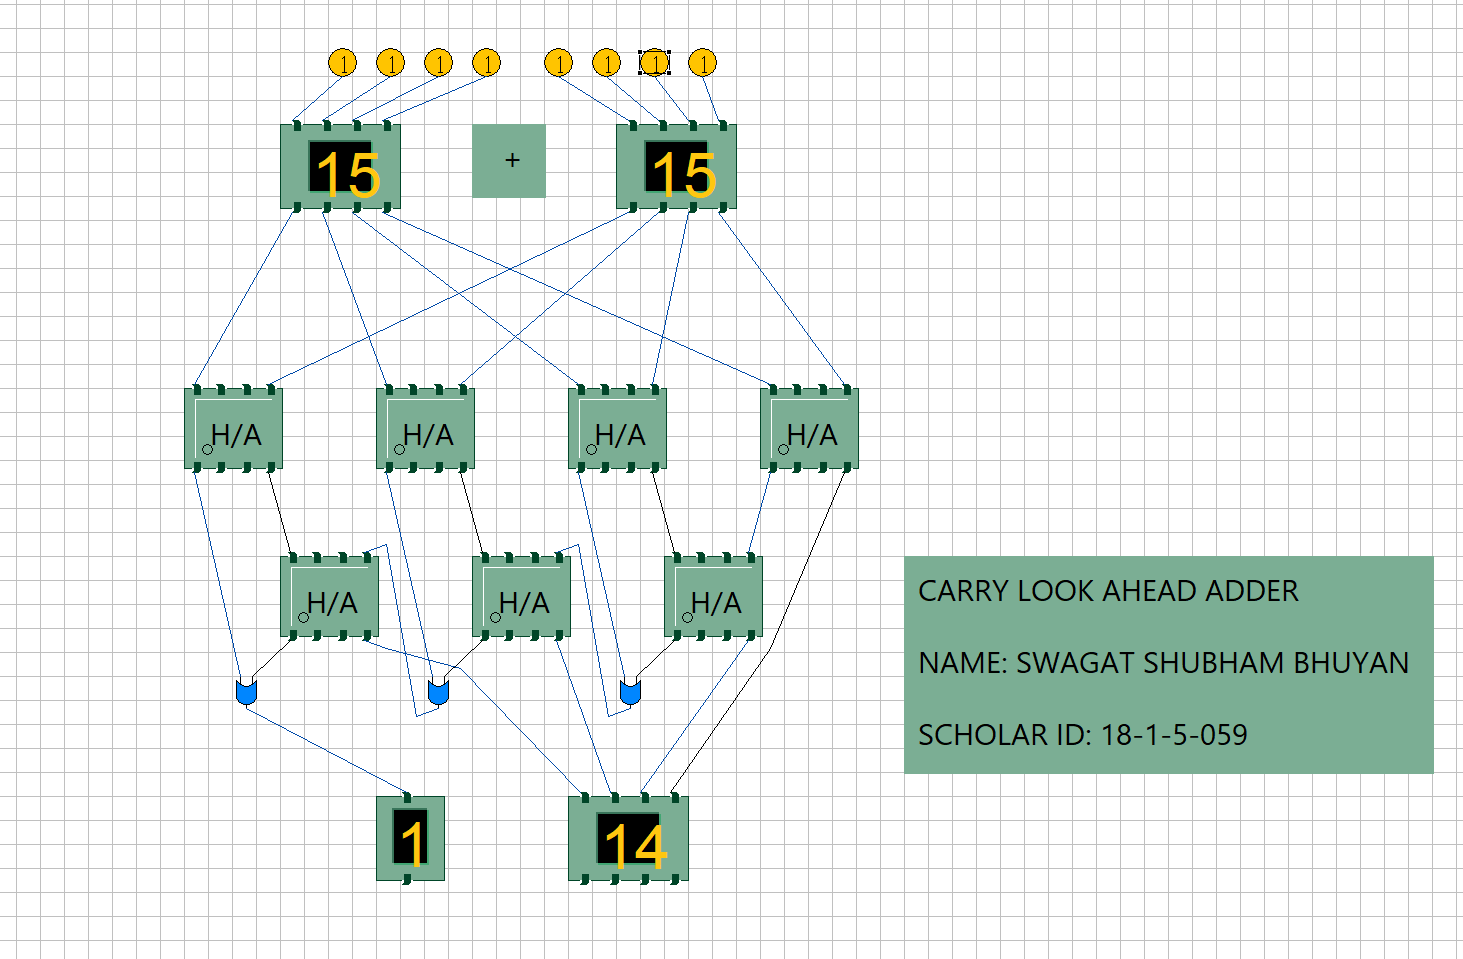 1 1 1 1 1 1 1 1
15 + 15
H/A H/A H/A H/A
H/A H/A H/A
CARRY LOOK AHEAD ADDER
NAME: SWAGAT SHUBHAM BHUYAN
SCHOLAR ID: 18-1-5-059
1 14